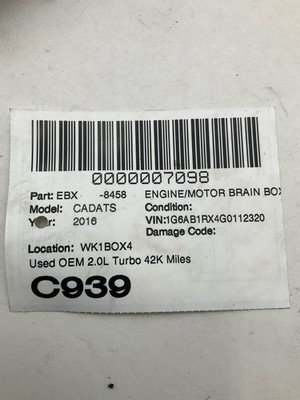 0000007098
Part: EBX -8458 ENGINE/MOTOR BRAIN BOX
Model: CADATS Condition:
Year: 2016 VIN:1G6AB1RX4G0112320
Damage Code:
Location: WK1BOX4
Used OEM 2.0L Turbo 42K Miles
C939